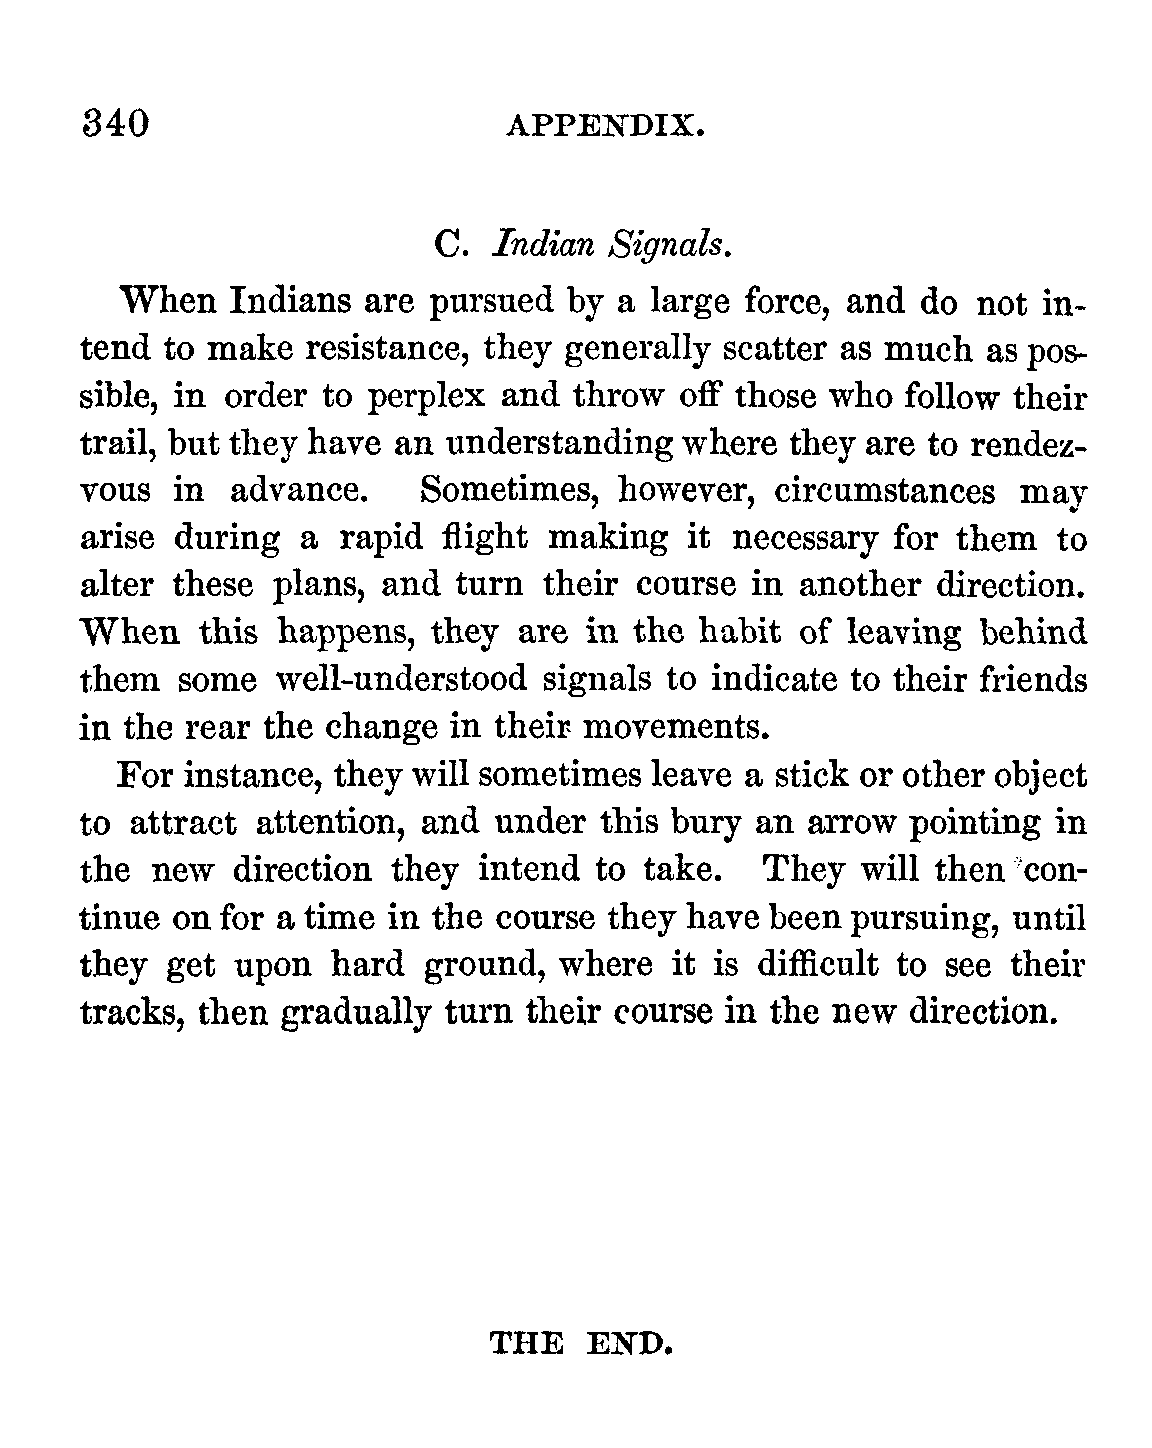 340 APPENDIX.
C. Indian Signals.
When Indians are pursued by a large force, and do not in-
tend to make resistance, they generally scatter as much as pos-
sible, in order to perplex and throw off those who follow their
trail, but they have an understanding where they are to rendez-
vous in advance. Sometimes, however, circumstances may
arise during a rapid flight making it necessary for them to
alter these plans, and turn their course in another direction.
When this happens, they are in the habit of leaving behind
them some well-understood signals to indicate to their friends
in the rear the change in their movements.
For instance, they will sometimes leave a stick or other object
to attract attention, and under this bury an arrow pointing in
the new direction they intend to take. They will then con-
tinue on for a time in the course they have been pursuing, until
they get upon hard ground, where it is difficult to see their
tracks, then gradually turn their course in the new direction.
THE END.